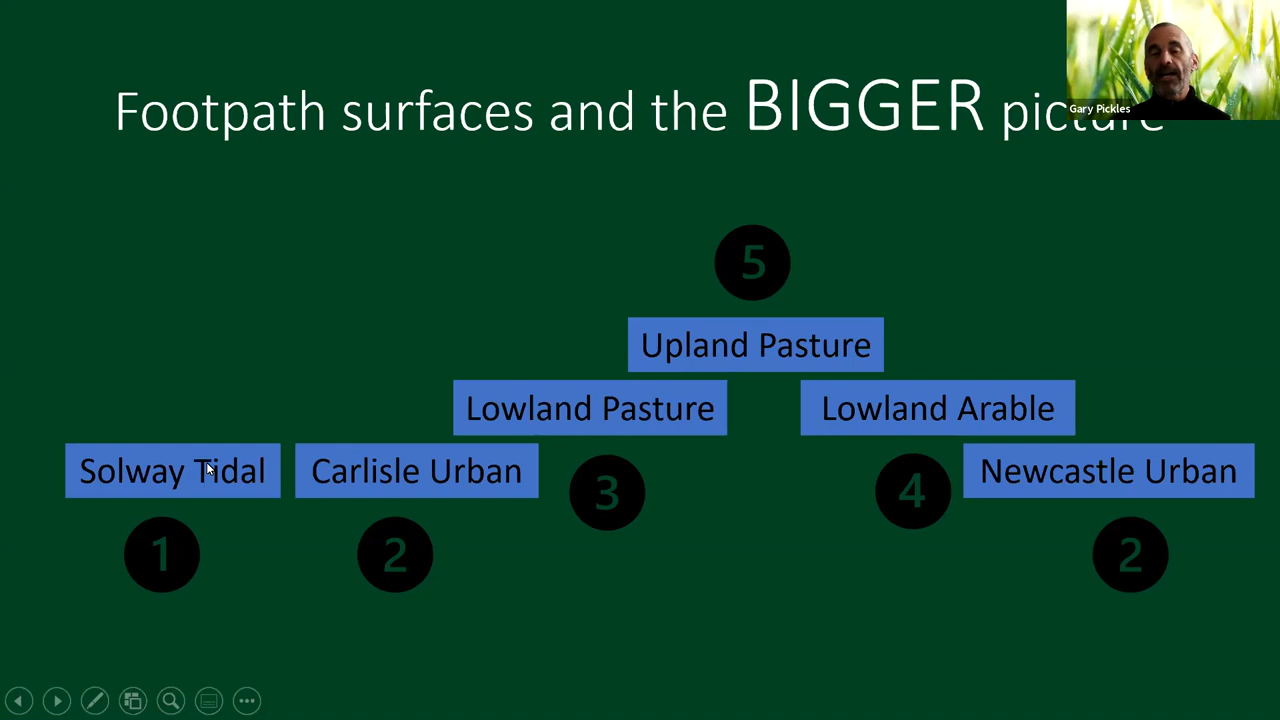 Footpath surfaces and the BIGGER picture
Gary Pickles
5
Upland Pasture
Lowland Pasture
Lowland Arable
Solway Tidal
Carlisle Urban
Newcastle Urban
3
4
1
2
2